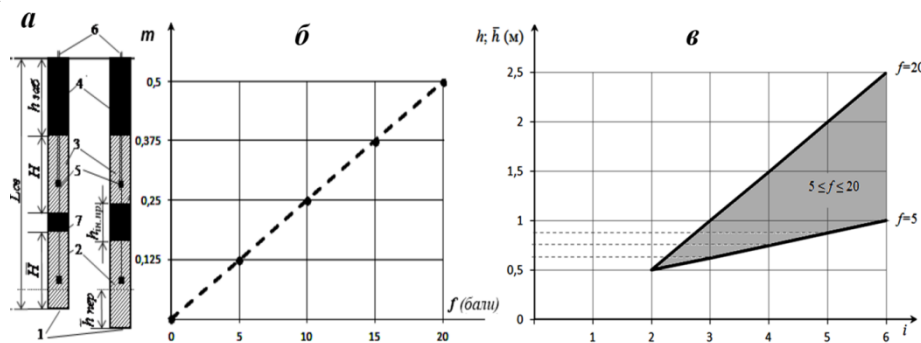 а
6
4
3
5
7
2
1
Lсв
h заб
H
H̅
h ін.пр
h̅ пер
m
б
0,5
0,375
0,25
0,125
0 5 10 15 20
f (бали)
h; h̅ (м)
в
2,5
2
1,5
1
0,5
0
1 2 3 4 5 6
i
f=20
5 ≤ f ≤ 20
f=5